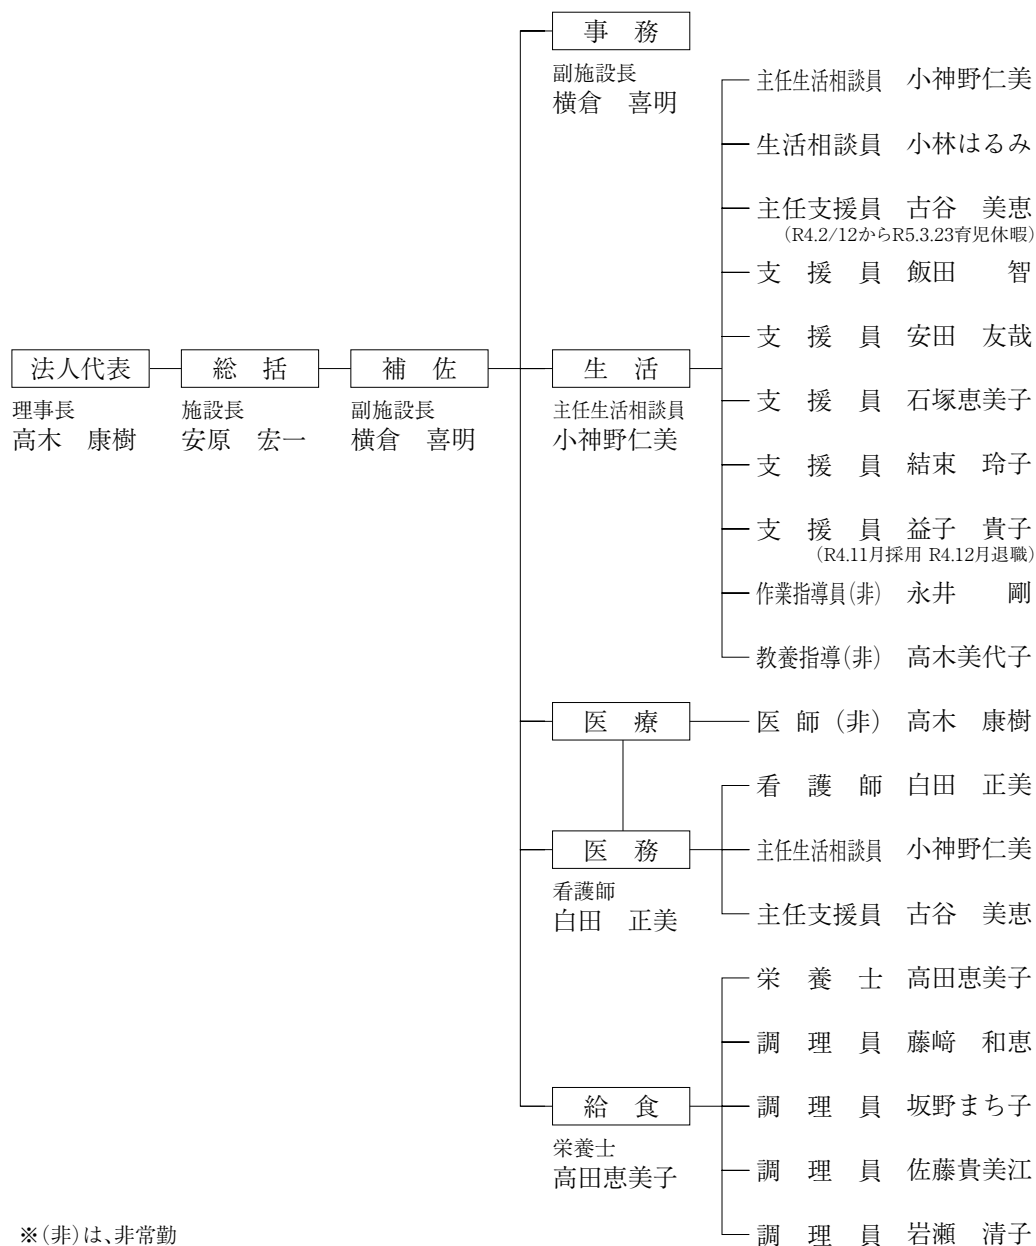 法人代表
理事長
高木　康樹
総　括
施設長
安原　宏一
補　佐
副施設長
横倉　喜明
事　務
副施設長
横倉　喜明
生　活
主任生活相談員
小神野仁美
主任生活相談員　小神野仁美
生活相談員　小林はるみ
主任支援員　古谷　美恵
（R4.2/12からR5.3.23育児休暇）
支　援　員　飯田　　智
支　援　員　安田　友哉
支　援　員　石塚恵美子
支　援　員　結束　玲子
支　援　員　益子　貴子
（R4.11月採用 R4.12月退職）
作業指導員（非）　永井　　剛
教養指導（非）　高木美代子
医　療
医　師（非）　高木　康樹
医　務
看護師
白田　正美
看　護　師　白田　正美
主任生活相談員　小神野仁美
主任支援員　古谷　美恵
給　食
栄養士
高田恵美子
栄　養　士　高田恵美子
調　理　員　藤﨑　和恵
調　理　員　坂野まち子
調　理　員　佐藤貴美江
調　理　員　岩瀬　清子
※（非）は、非常勤